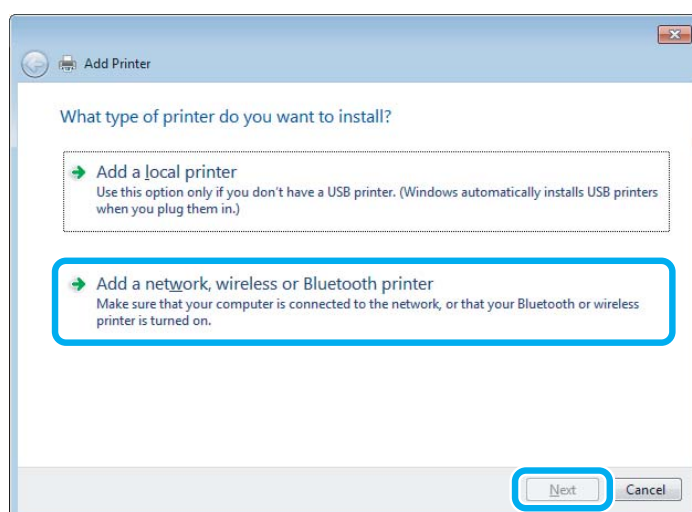 Add Printer
What type of printer do you want to install?
Add a local printer
Use this option only if you don't have a USB printer. (Windows automatically installs USB printers
when you plug them in.)
Add a network, wireless or Bluetooth printer
Make sure that your computer is connected to the network, or that your Bluetooth or wireless
printer is turned on.
Next Cancel